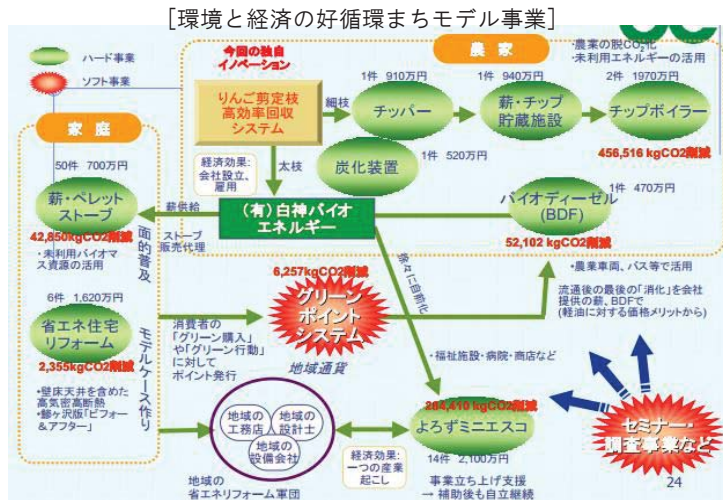 [環境と経済の好循環まちモデル事業]
ハード事業
ソフト事業
今回の独自
イノベーション
農家
・農業の脱CO2化
・未利用エネルギーの活用
りんご剪定枝
高効率回収
システム
細枝
1件 910万円
チッパー
1件 940万円
薪・チップ
貯蔵施設
2件 1970万円
チップボイラー
456,516 kgCO2削減
家庭
50件 700万円
薪・ペレット
ストーブ
42,850kgCO2削減
・未利用バイオマ
ス資源の活用
経済効果:
会社設立、
雇用
太枝
炭化装置
1件 520万円
薪供給
ストーブ
販売代理
(有)白神バイオ
エネルギー
1件 470万円
バイオディーゼル
(BDF)
52,102 kgCO2削減
・農業車両、バス等で活用
面的普及
6件 1,620万円
省エネ住宅
リフォーム
2,355kgCO2削減
・壁床天井を含めた
高気密高断熱
・鰺ヶ沢版「ビフォー
&アフター」
モデルケース作り
6,257kgCO2削減
グリーン
ポイント
システム
地域通貨
消費者の
「グリーン購入」
や「グリーン行動」
に対して
ポイント発行
徐々に自前化
流通後の最後の「消化」を会社
提供の薪、BDFで
(軽油に対する価格メリットから)
・福祉施設・病院・商店など
264,410 kgCO2削減
よろずミニエスコ
14件 2,100万円
事業立ち上げ支援
→ 補助後も自立継続
地域の
工務店
地域の
設計士
地域の
設備会社
地域の
省エネリフォーム軍団
経済効果:
一つの産業
起こし
セミナー・
調査事業など
24